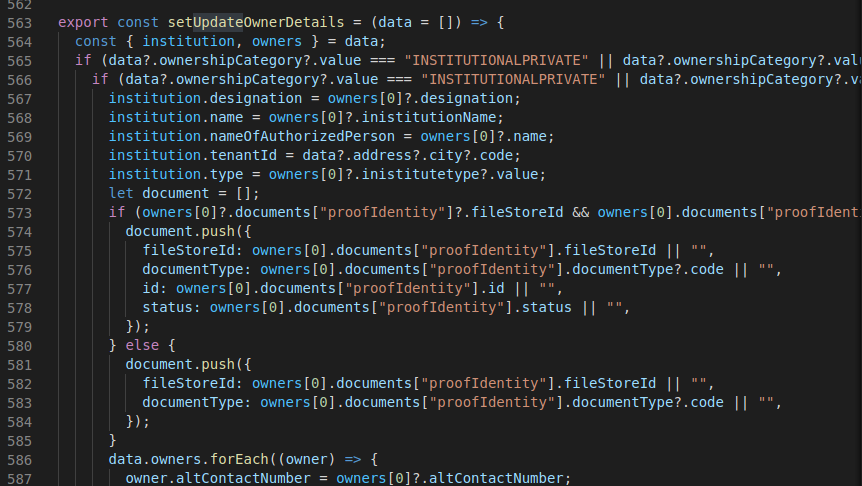 562
563 export const setUpdateOwnerDetails = (data = []) => {
564 const { institution, owners } = data;
565 if (data?.ownershipCategory?.value === "INSTITUTIONALPRIVATE" || data?.ownershipCategory?.valu
566 if (data?.ownershipCategory?.value === "INSTITUTIONALPRIVATE" || data?.ownershipCategory?.va
567 institution.designation = owners[0]?.designation;
568 institution.name = owners[0]?.inistitutionName;
569 institution.nameOfAuthorizedPerson = owners[0]?.name;
570 institution.tenantId = data?.address?.city?.code;
571 institution.type = owners[0]?.inistitutetype?.value;
572 let document = [];
573 if (owners[0]?.documents["proofIdentity"]?.fileStoreId && owners[0].documents["proofIdent
574 document.push({
575 fileStoreId: owners[0].documents["proofIdentity"].fileStoreId || "",
576 documentType: owners[0].documents["proofIdentity"].documentType?.code || "",
577 id: owners[0].documents["proofIdentity"].id || "",
578 status: owners[0].documents["proofIdentity"].status || "",
579 });
580 } else {
581 document.push({
582 fileStoreId: owners[0].documents["proofIdentity"].fileStoreId || "",
583 documentType: owners[0].documents["proofIdentity"].documentType?.code || "",
584 });
585 }
586 data.owners.forEach((owner) => {
587 owner.altContactNumber = owners[0]?.altContactNumber;